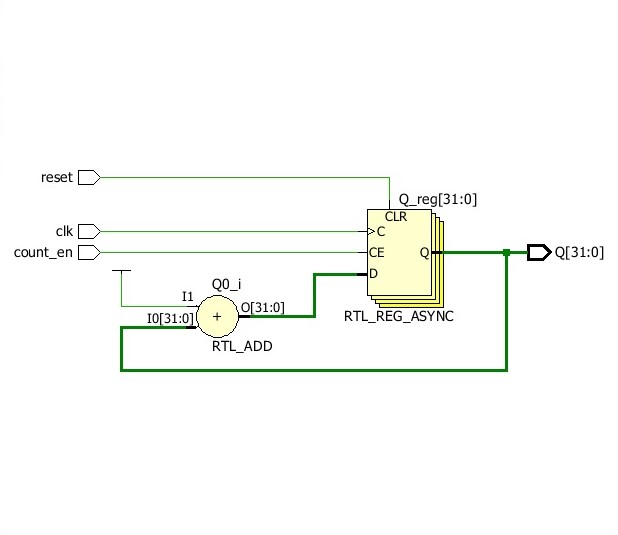 reset
Q_reg[31:0]
CLR
clk
C
count_en
CE
Q
Q[31:0]
D
Q0_i
I1
O[31:0]
I0[31:0]
+
RTL_REG_ASYNC
RTL_ADD